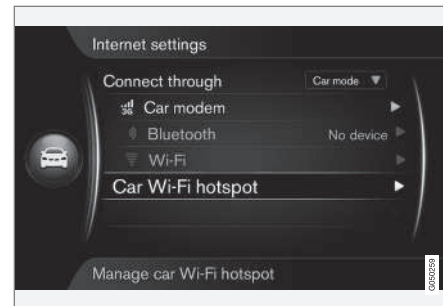 Internet settings
Connect through Car mode ▼
3G Car modem
Bluetooth No device
Wi-Fi
Car Wi-Fi hotspot
Manage car Wi-Fi hotspot
G050259